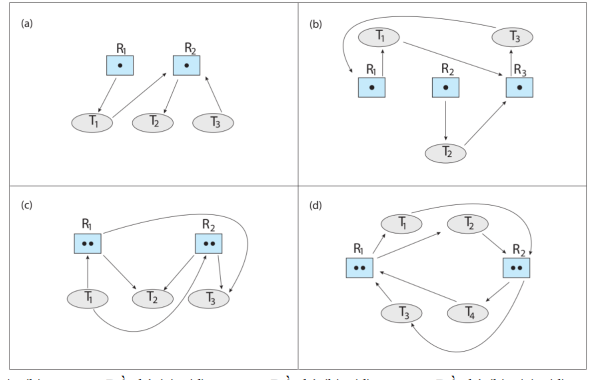 (a)
R1 R2
T1 T2 T3
(b)
T1 T3
R1 R2 R3
T2
(c)
R1 R2
T1 T2 T3
(d)
T1 T2
R1 R2
T3 T4